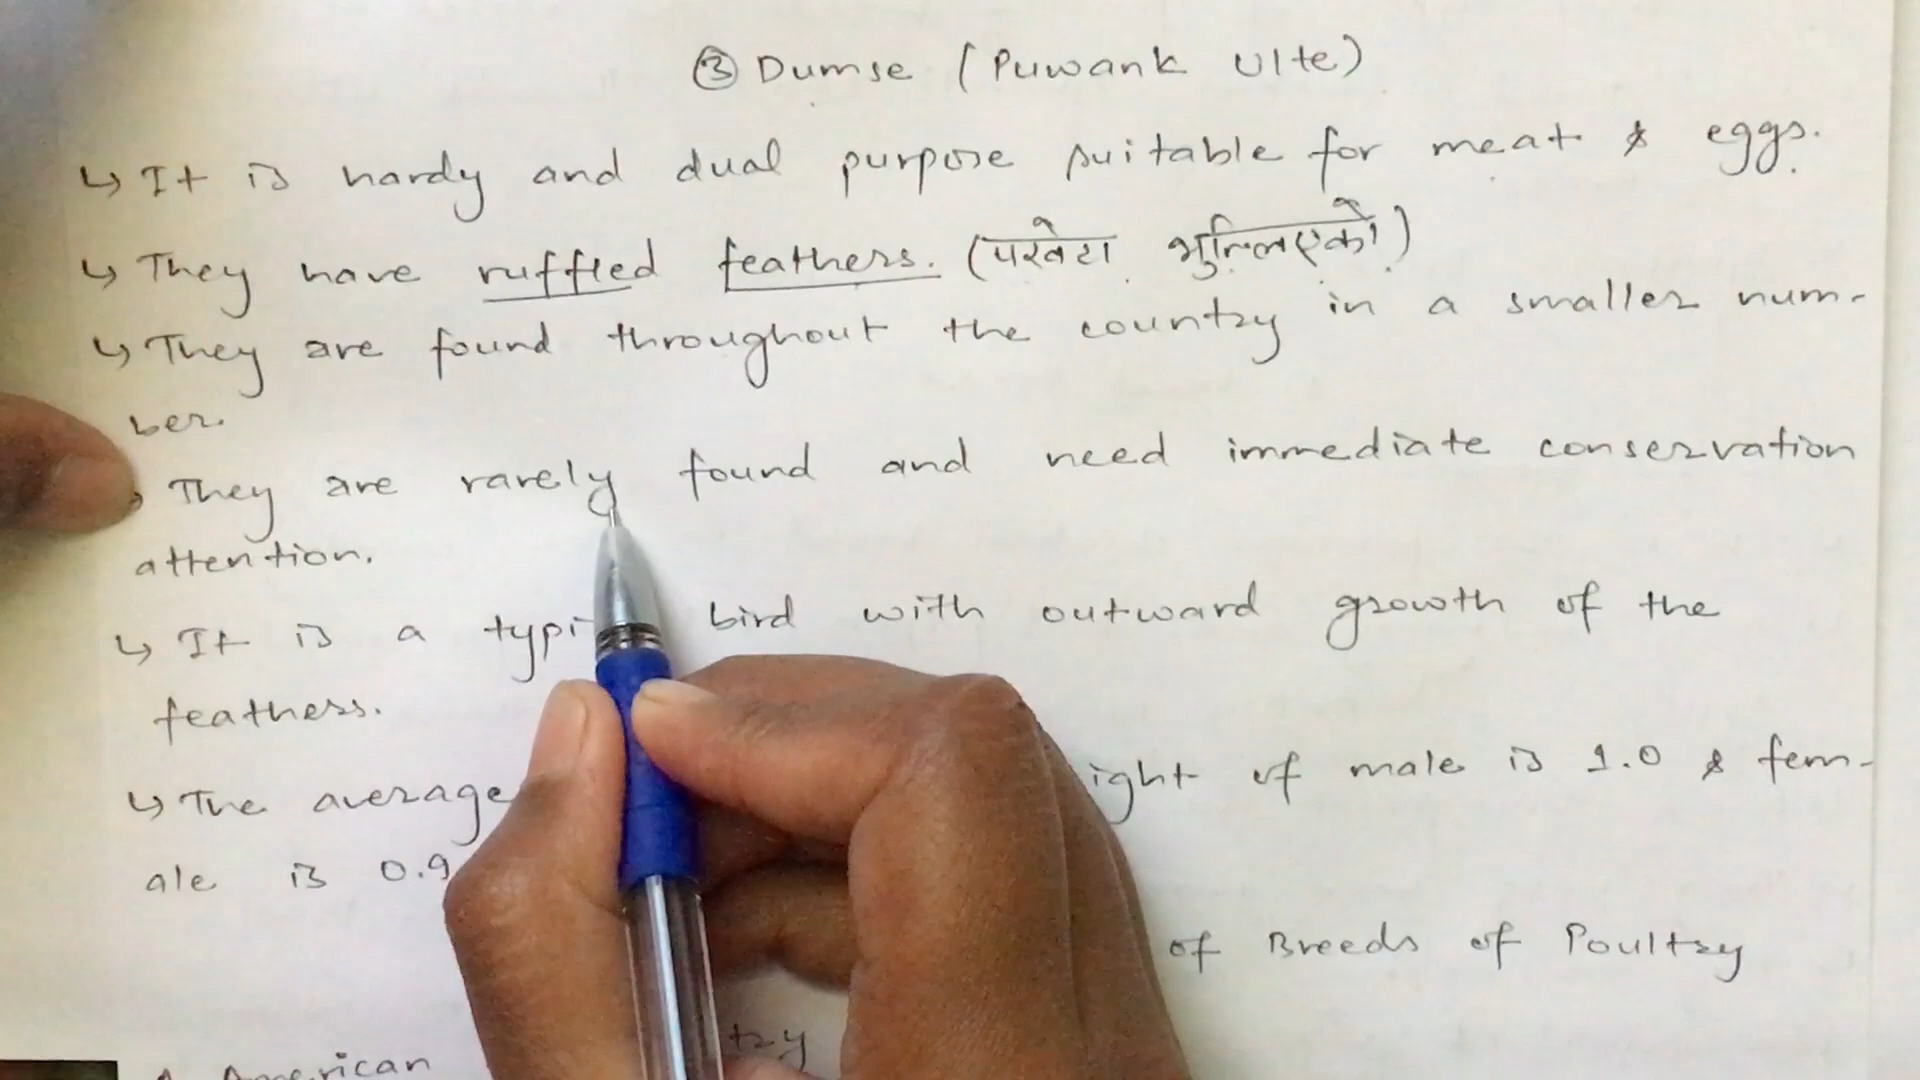 ③ Dumse (Puwank Ulte)
↳ It is hardy and dual purpose suitable for meat & eggs.
↳ They have ruffled feathers. (पखेटा भुत्लिएको)
↳ They are found throughout the country in a smaller num-
ber.
They are rarely found and need immediate conservation
attention.
↳ It is a bird with outward growth of the
feathers.
↳ The average of male is 1.0 & fem-
ale is 0.9
of Breeds of Poultry
American